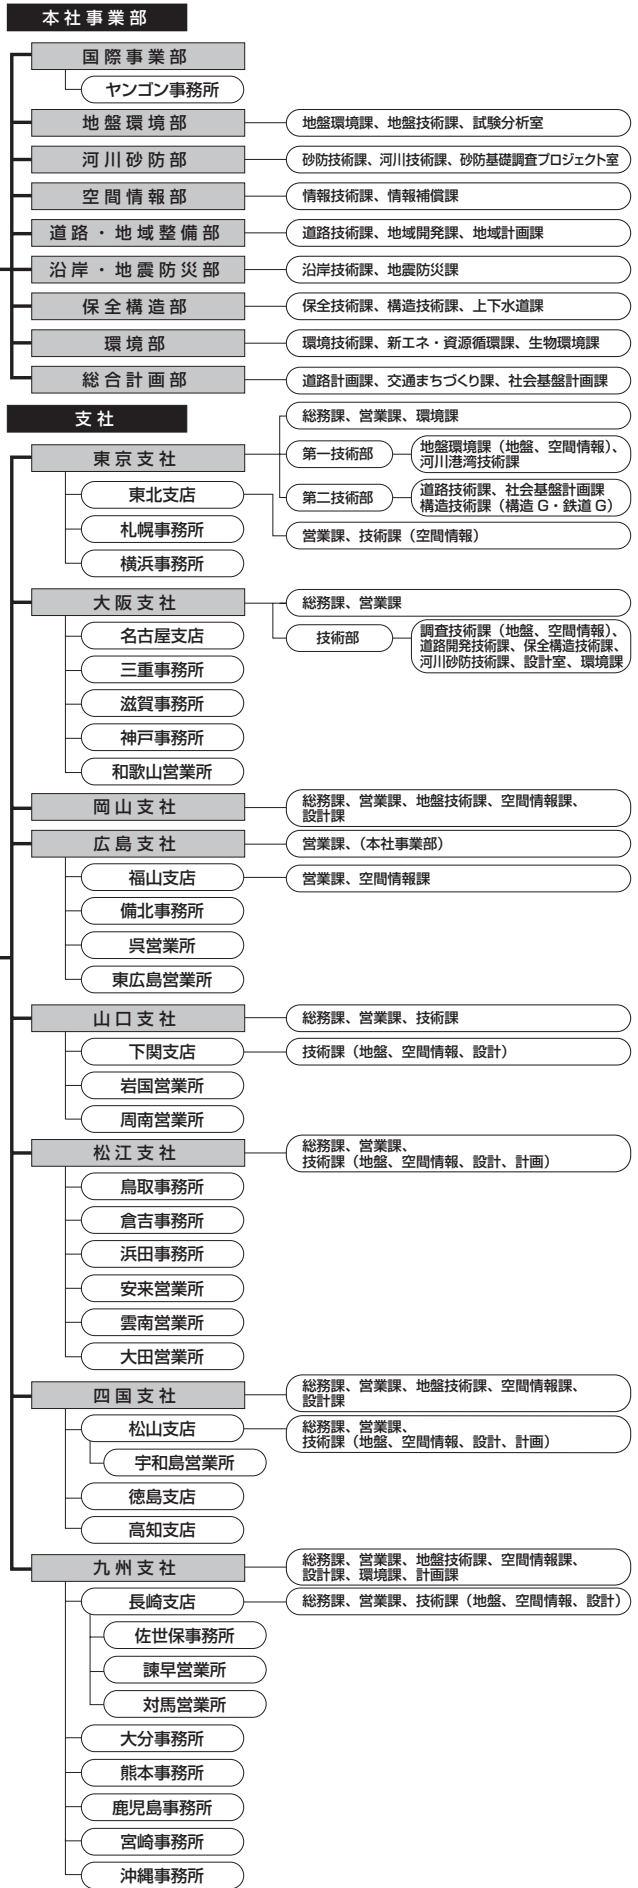 本社事業部
国際事業部
ヤンゴン事務所
地盤環境部
地盤環境課、地盤技術課、試験分析室
河川砂防部
砂防技術課、河川技術課、砂防基礎調査プロジェクト室
空間情報部
情報技術課、情報補償課
道路・地域整備部
道路技術課、地域開発課、地域計画課
沿岸・地震防災部
沿岸技術課、地震防災課
保全構造部
保全技術課、構造技術課、上下水道課
環境部
環境技術課、新エネ・資源循環課、生物環境課
総合計画部
道路計画課、交通まちづくり課、社会基盤計画課
支社
東京支社
総務課、営業課、環境課
第一技術部
地盤環境課（地盤、空間情報）、
河川港湾技術課
第二技術部
道路技術課、社会基盤計画課
構造技術課（構造G・鉄道G）
東北支店
営業課、技術課（空間情報）
札幌事務所
横浜事務所
大阪支社
総務課、営業課
技術部
調査技術課（地盤、空間情報）、
道路開発技術課、保全構造技術課、
河川砂防技術課、設計室、環境課
名古屋支店
三重事務所
滋賀事務所
神戸事務所
和歌山営業所
岡山支社
総務課、営業課、地盤技術課、空間情報課、
設計課
広島支社
営業課、（本社事業部）
福山支店
営業課、空間情報課
備北事務所
呉営業所
東広島営業所
山口支社
総務課、営業課、技術課
下関支店
技術課（地盤、空間情報、設計）
岩国営業所
周南営業所
松江支社
総務課、営業課、
技術課（地盤、空間情報、設計、計画）
鳥取事務所
倉吉事務所
浜田事務所
安来営業所
雲南営業所
大田営業所
四国支社
総務課、営業課、地盤技術課、空間情報課、
設計課
松山支店
総務課、営業課、
技術課（地盤、空間情報、設計、計画）
宇和島営業所
徳島支店
高知支店
九州支社
総務課、営業課、地盤技術課、空間情報課、
設計課、環境課、計画課
長崎支店
総務課、営業課、技術課（地盤、空間情報、設計）
佐世保事務所
諫早営業所
対馬営業所
大分事務所
熊本事務所
鹿児島事務所
宮崎事務所
沖縄事務所